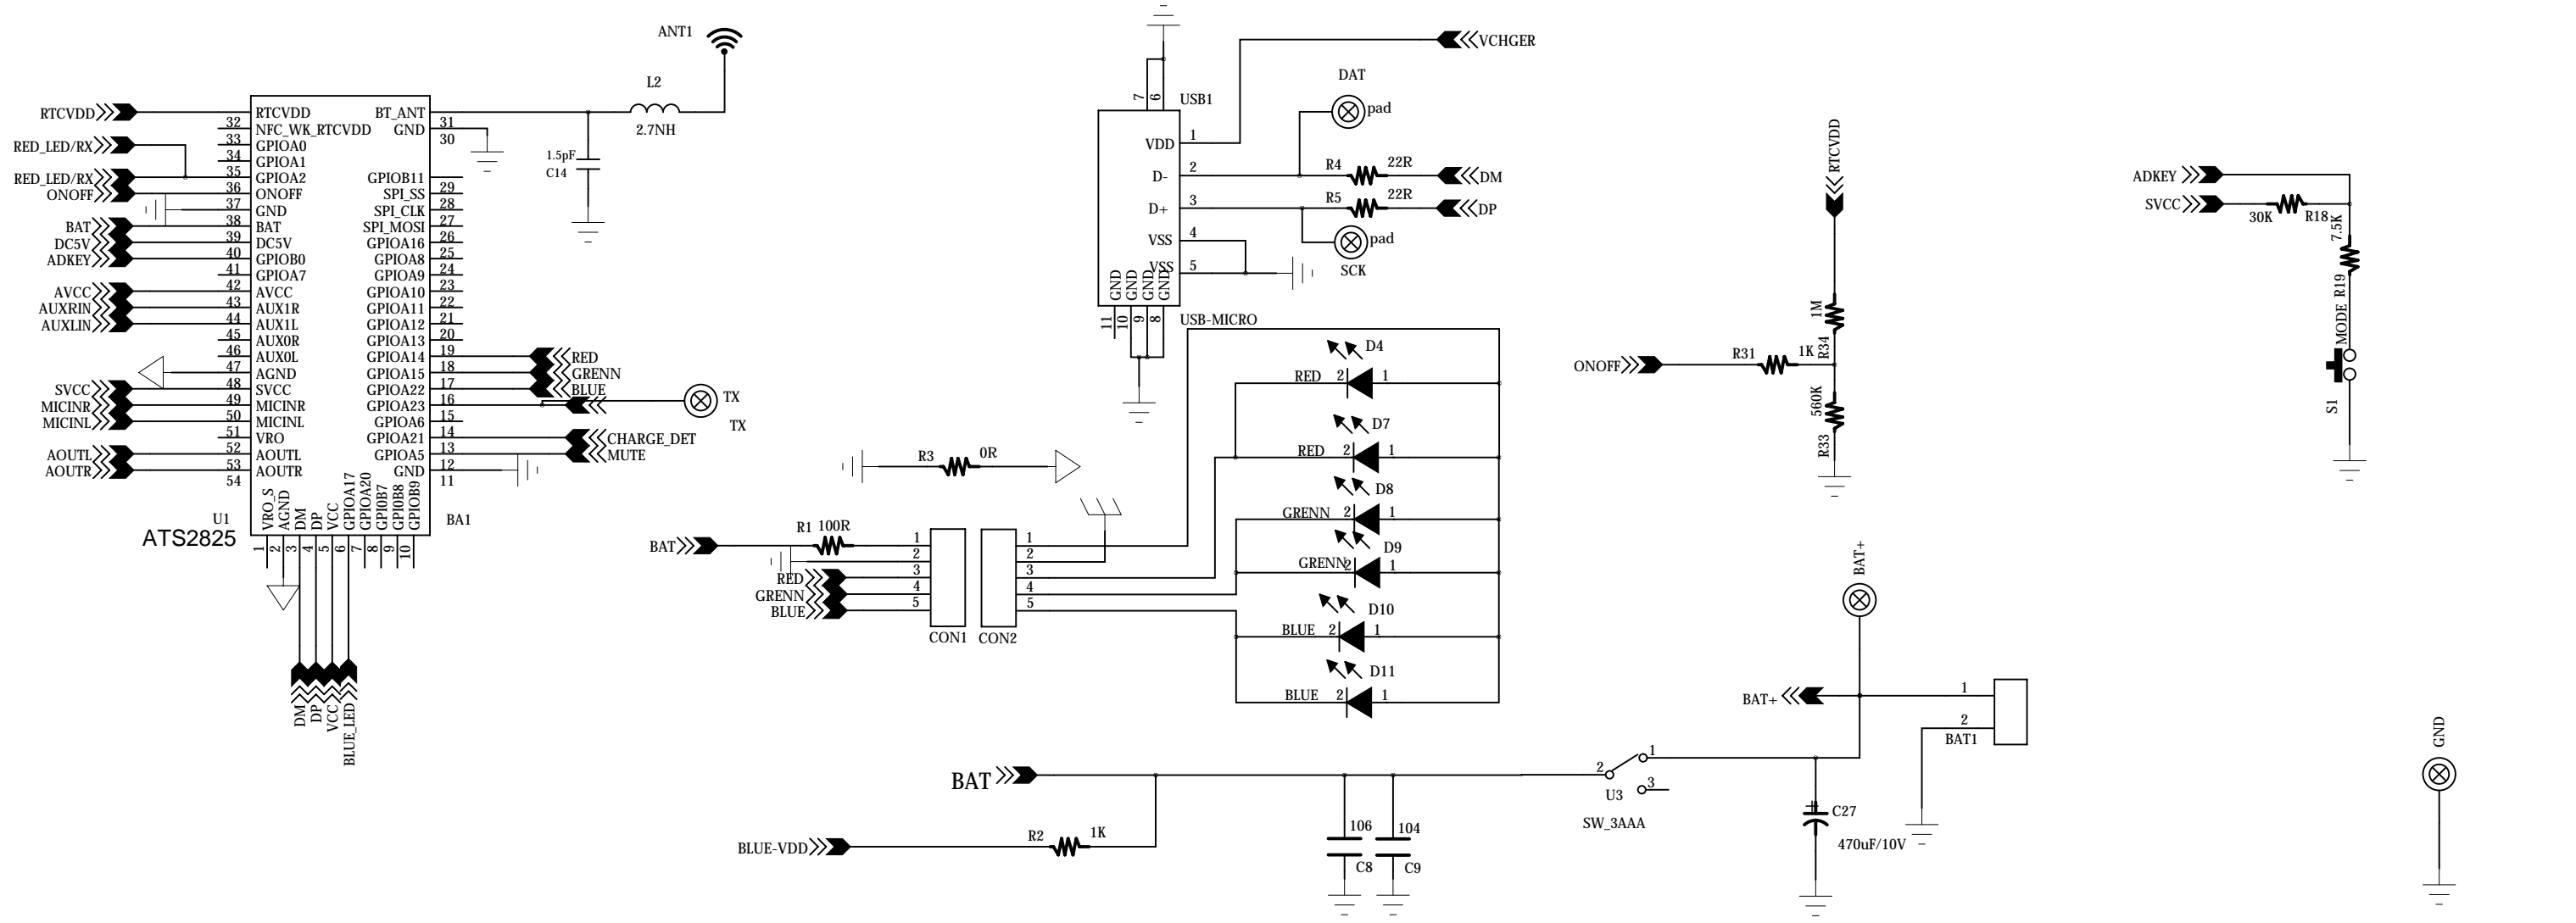 ANT1
L2
2.7NH
1.5pF
C14
RTCVDD
RED_LED/RX
RED_LED/RX
ONOFF
BAT
DC5V
ADKEY
AVCC
AUXRIN
AUXLIN
SVCC
MICINR
MICINL
AOUTL
AOUTR
32
33
34
35
36
37
38
39
40
41
42
43
44
45
46
47
48
49
50
51
52
53
54
RTCVDD
NFC_WK_RTCVDD
GPIOA0
GPIOA1
GPIOA2
ONOFF
GND
BAT
DC5V
GPIOB0
GPIOA7
AVCC
AUX1R
AUX1L
AUX0R
AUX0L
AGND
SVCC
MICINR
MICINL
VRO
AOUTL
AOUTR
BT_ANT
GND
GPIOB11
SPI_SS
SPI_CLK
SPI_MOSI
GPIOA16
GPIOA8
GPIOA9
GPIOA10
GPIOA11
GPIOA12
GPIOA13
GPIOA14
GPIOA15
GPIOA22
GPIOA23
GPIOA6
GPIOA21
GPIOA5
GND
31
30
29
28
27
26
25
24
23
22
21
20
19
18
17
16
15
14
13
12
11
RED
GRENN
BLUE
TX
TX
CHARGE_DET
MUTE
VRO_S
AGND
DM
DP
VCC
GPIOA17
GPIOA20
GPIOB7
GPIOB8
GPIOB9
U1
ATS2825
BA1
1
2
3
4
5
6
7
8
9
10
DM
DP
VCC
BLUE_LED
7
6
USB1
VDD
D-
D+
VSS
VSS
GND
GND
GND
GND
1
2
3
4
5
11
10
9
8
USB-MICRO
VCHGER
DAT
pad
R4
22R
DM
R5
22R
DP
pad
SCK
R3
0R
BAT
R1
100R
RED
GRENN
BLUE
1
2
3
4
5
CON1
CON2
1
2
3
4
5
D4
RED
2
1
D7
RED
2
1
D8
GRENN
2
1
D9
GRENN
2
1
D10
BLUE
2
1
D11
BLUE
2
1
RTCVDD
1M
R34
ONOFF
R31
1K
560K
R33
ADKEY
SVCC
30K
R18
7.5K
R19
MODE
S1
BAT+
BAT+
1
2
BAT1
BAT
2
1
3
U3
SW_3AAA
C27
470uF/10V
106
C8
104
C9
BLUE-VDD
R2
1K
GND